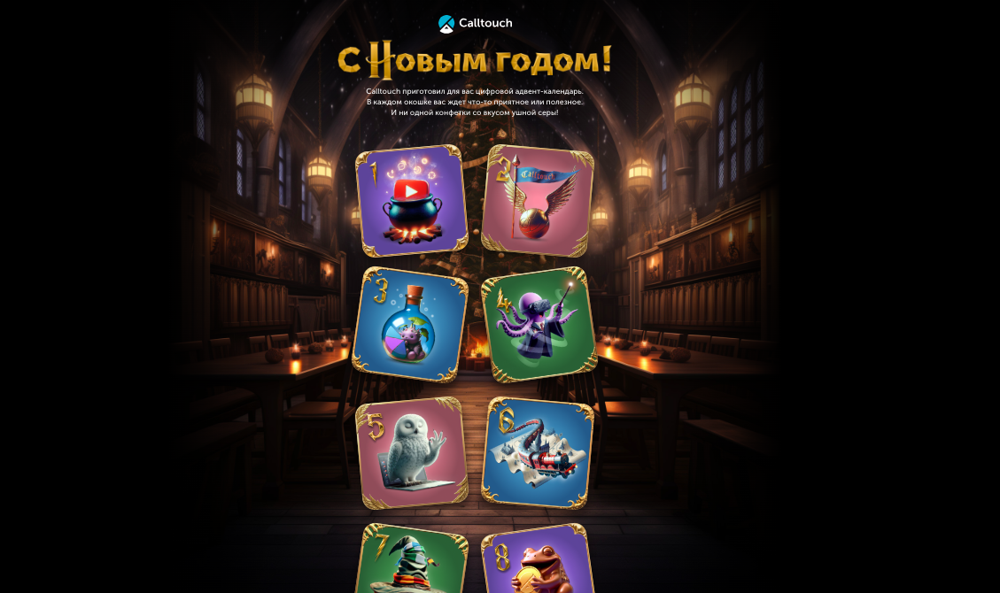 Calltouch
С Новым годом!
Calltouch приготовил для вас цифровой адвент-календарь.
В каждом окошке вас ждет что-то приятное или полезное.
И ни одной конфетки со вкусом ушной серы!
1
2
Calltouch
3
4
5
6
7
8